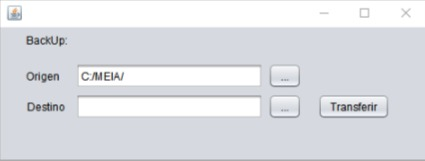 BackUp:
Origen C:/MEIA/ ...
Destino ... Transferir